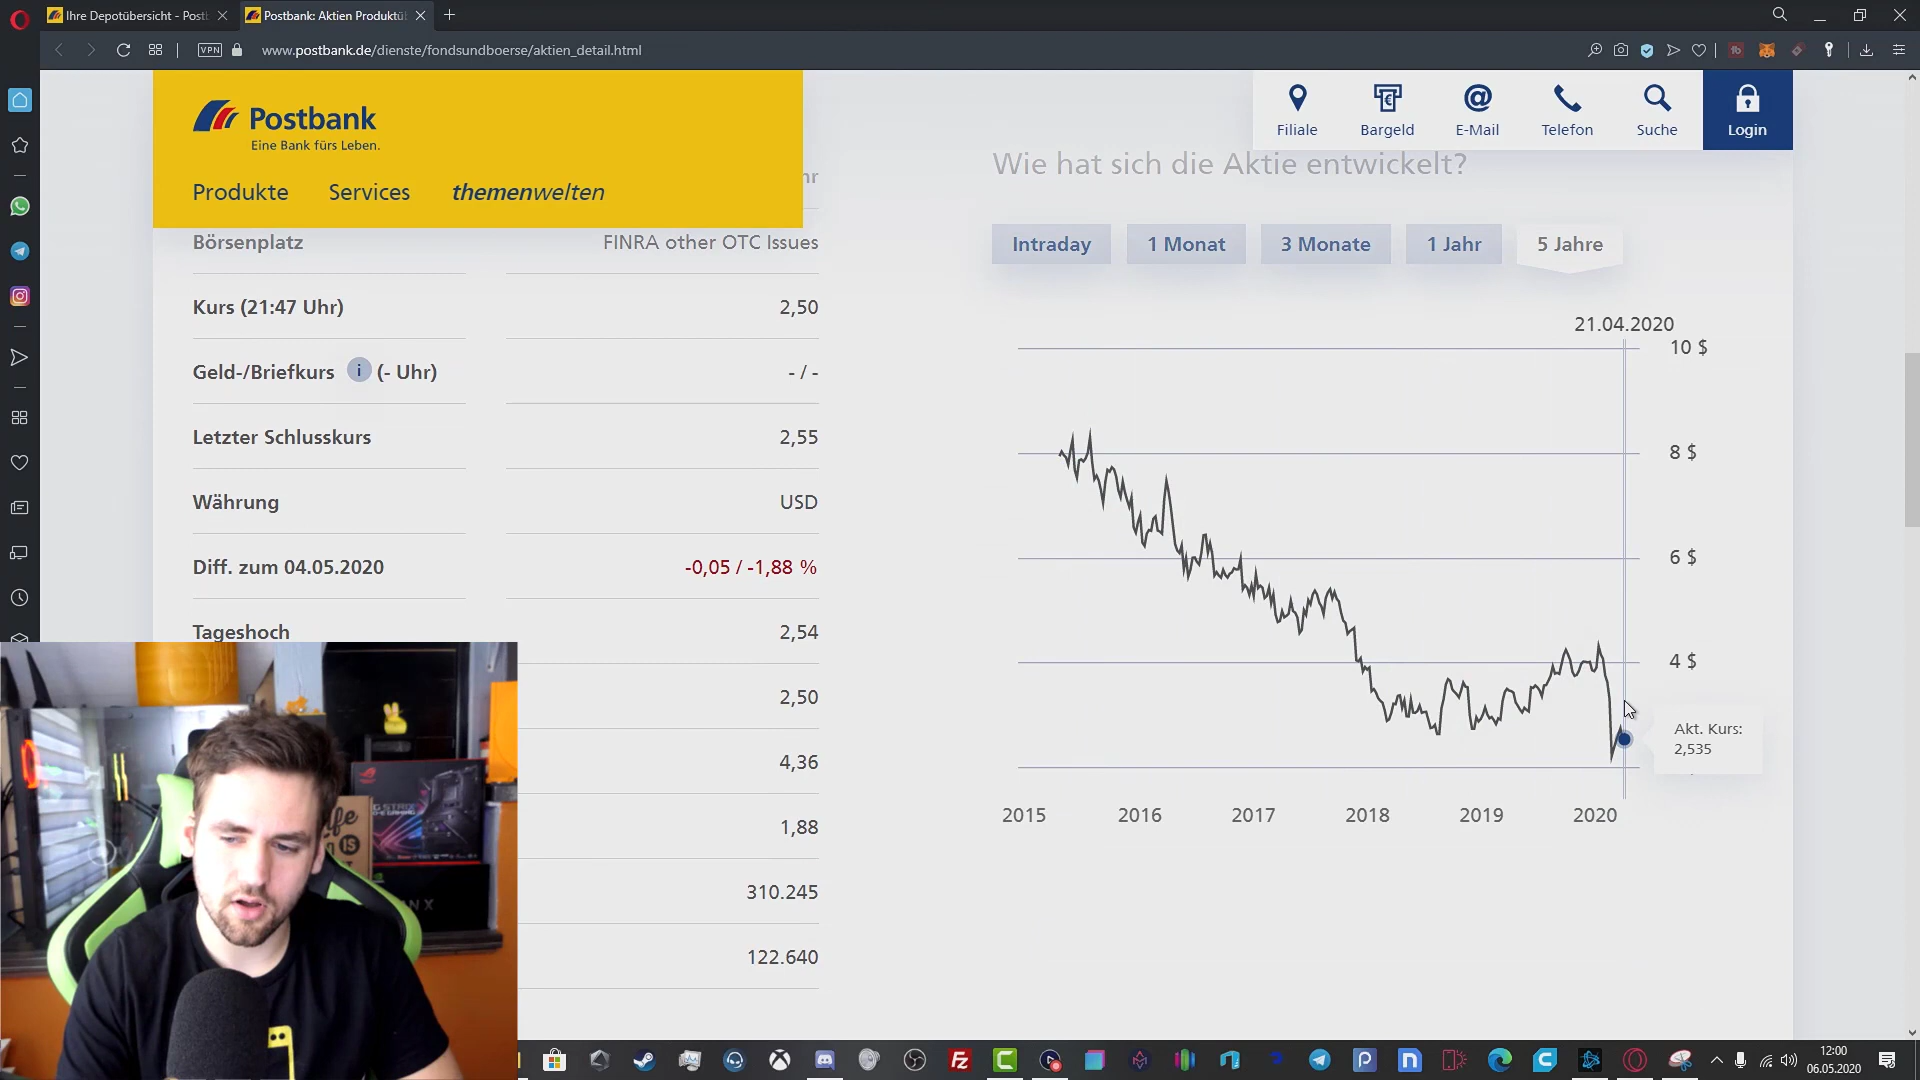 Ihre Depotübersicht - Post
Postbank: Aktien Produktüb
VPN
www.postbank.de/dienste/fondsundboerse/aktien_detail.html
Postbank
Eine Bank fürs Leben.
Produkte
Services
themenwelten
Filiale
Bargeld
E-Mail
Telefon
Suche
Login
hr
Börsenplatz
FINRA other OTC Issues
Kurs (21:47 Uhr)
2,50
Geld-/Briefkurs i (- Uhr)
- / -
Letzter Schlusskurs
2,55
Währung
USD
Diff. zum 04.05.2020
-0,05 / -1,88 %
Tageshoch
2,54
2,50
4,36
1,88
310.245
122.640
Wie hat sich die Aktie entwickelt?
Intraday
1 Monat
3 Monate
1 Jahr
5 Jahre
21.04.2020
10 $
8 $
6 $
4 $
Akt. Kurs:
2,535
2015
2016
2017
2018
2019
2020
12:00
06.05.2020